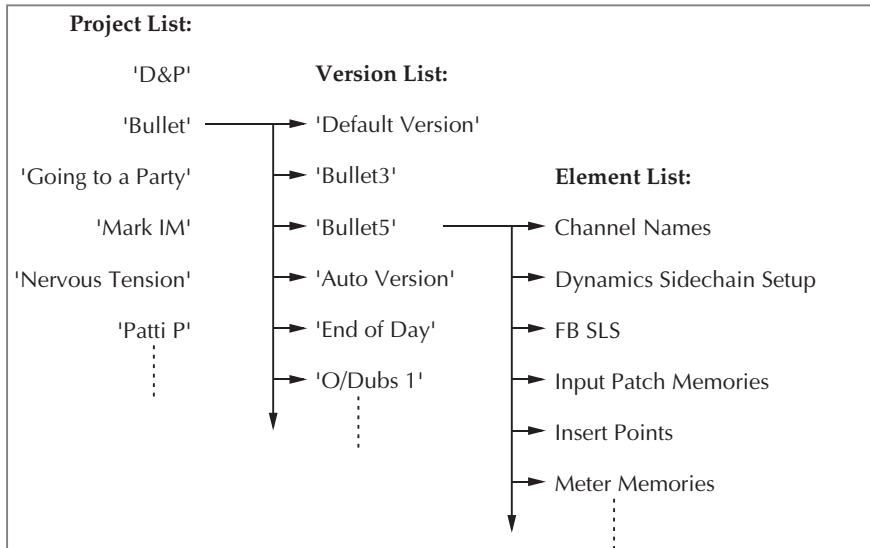 Project List:
'D&P'
'Bullet'
'Going to a Party'
'Mark IM'
'Nervous Tension'
'Patti P'
Version List:
'Default Version'
'Bullet3'
'Bullet5'
'Auto Version'
'End of Day'
'O/Dubs 1'
Element List:
Channel Names
Dynamics Sidechain Setup
FB SLS
Input Patch Memories
Insert Points
Meter Memories